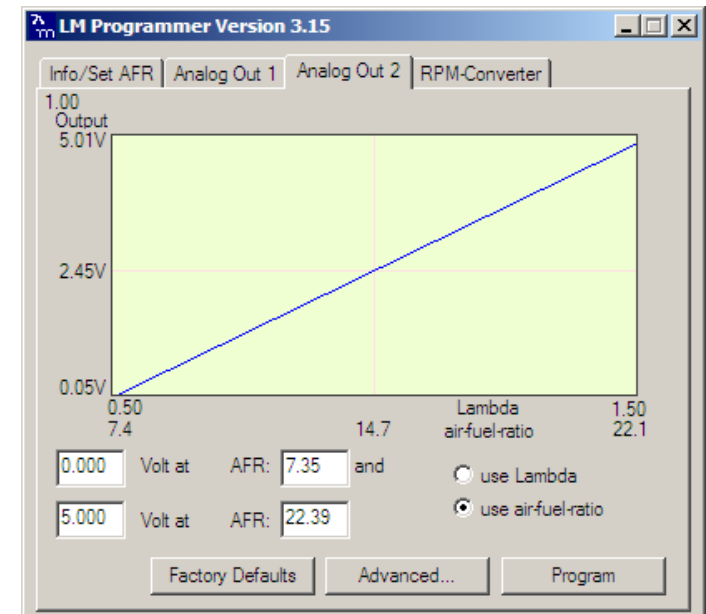 LM Programmer Version 3.15
Info/Set AFR Analog Out 1 Analog Out 2 RPM-Converter
1.00
Output
5.01V
2.45V
0.05V
0.50 Lambda 1.50
7.4 14.7 air-fuel-ratio 22.1
0.000 Volt at AFR: 7.35 and
use Lambda
5.000 Volt at AFR: 22.39
use air-fuel-ratio
Factory Defaults Advanced... Program